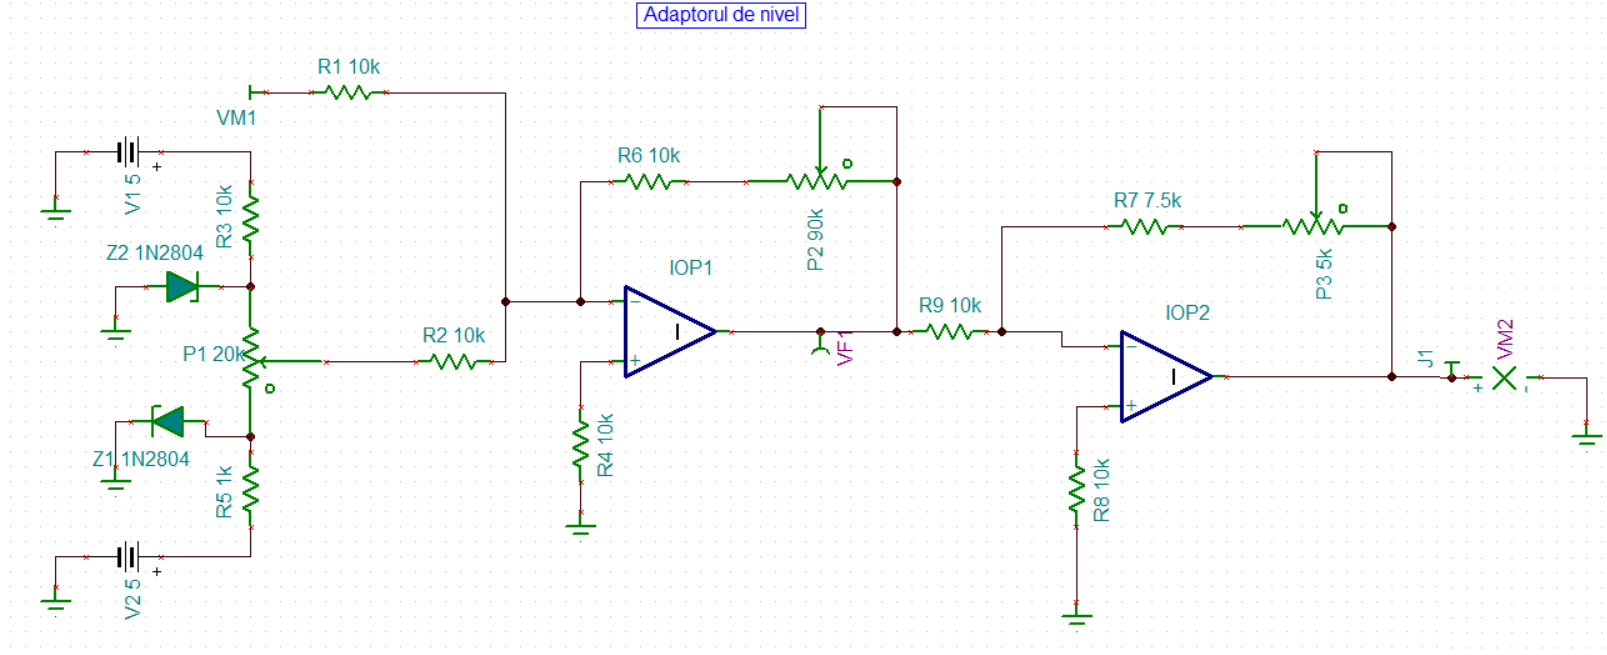 Adaptorul de nivel
R1 10k
VM1
V1 5
+
R3 10k
Z2 1N2804
P1 20k
R2 10k
Z1 1N2804
R5 1k
V2 5
+
R6 10k
P2 90k
IOP1
-
+
R4 10k
VF1
R9 10k
R7 7.5k
P3 5k
IOP2
-
+
R8 10k
J1
VM2
+
-